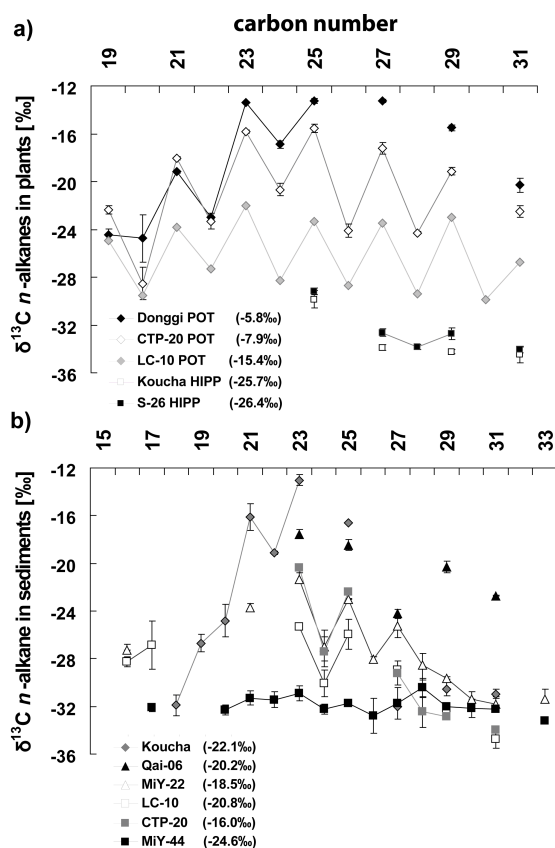 carbon number
a)
19 21 23 25 27 29 31
-12
-16
-20
-24
-28
-32
-36
δ13C n-alkanes in plants [‰]
Donggi POT (-5.8‰)
CTP-20 POT (-7.9‰)
LC-10 POT (-15.4‰)
Koucha HIPP (-25.7‰)
S-26 HIPP (-26.4‰)
b)
15 17 19 21 23 25 27 29 31 33
-12
-16
-20
-24
-28
-32
-36
δ13C n-alkane in sediments [‰]
Koucha (-22.1‰)
Qai-06 (-20.2‰)
MiY-22 (-18.5‰)
LC-10 (-20.8‰)
CTP-20 (-16.0‰)
MiY-44 (-24.6‰)